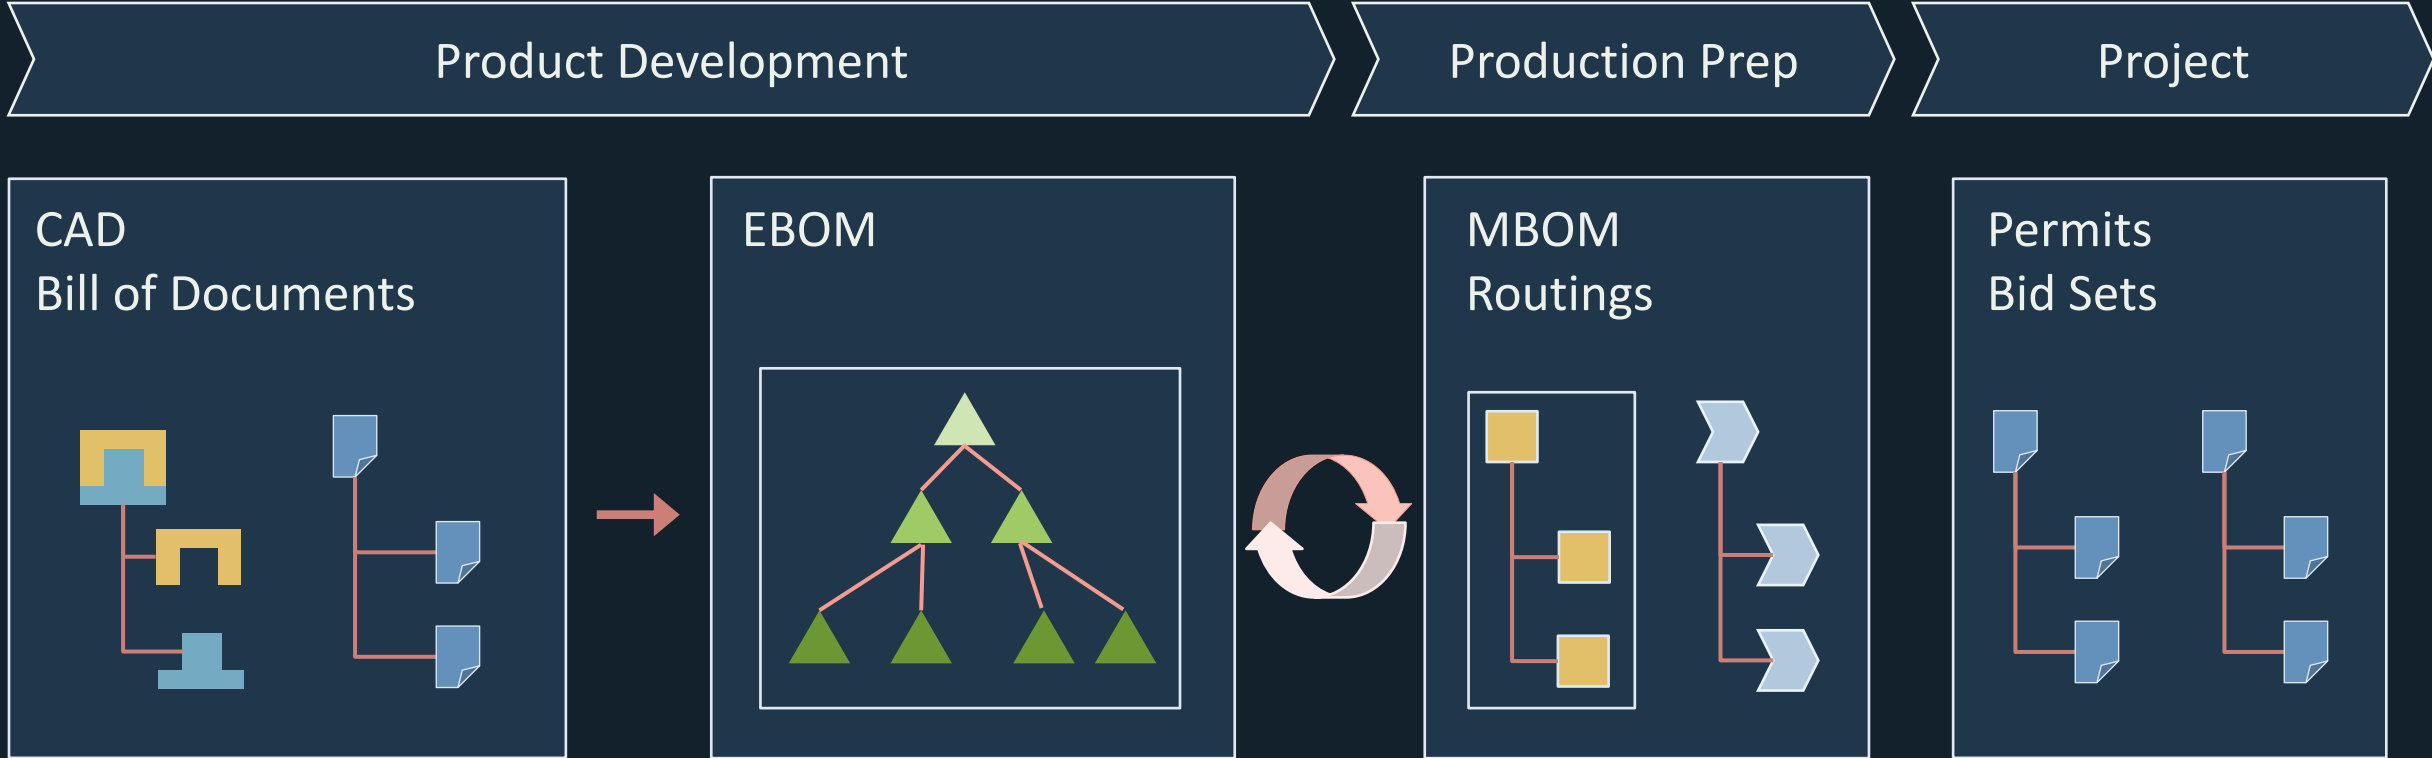 Product Development
Production Prep
Project
CAD
Bill of Documents
EBOM
MBOM
Routings
Permits
Bid Sets